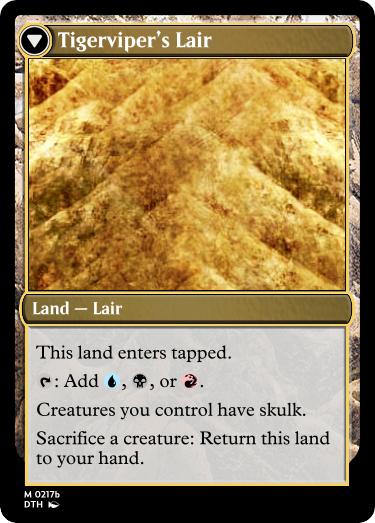 Tigerviper's Lair
Land — Lair
This land enters tapped.
: Add , , or .
Creatures you control have skulk.
Sacrifice a creature: Return this land
to your hand.
M 0217b
DTH